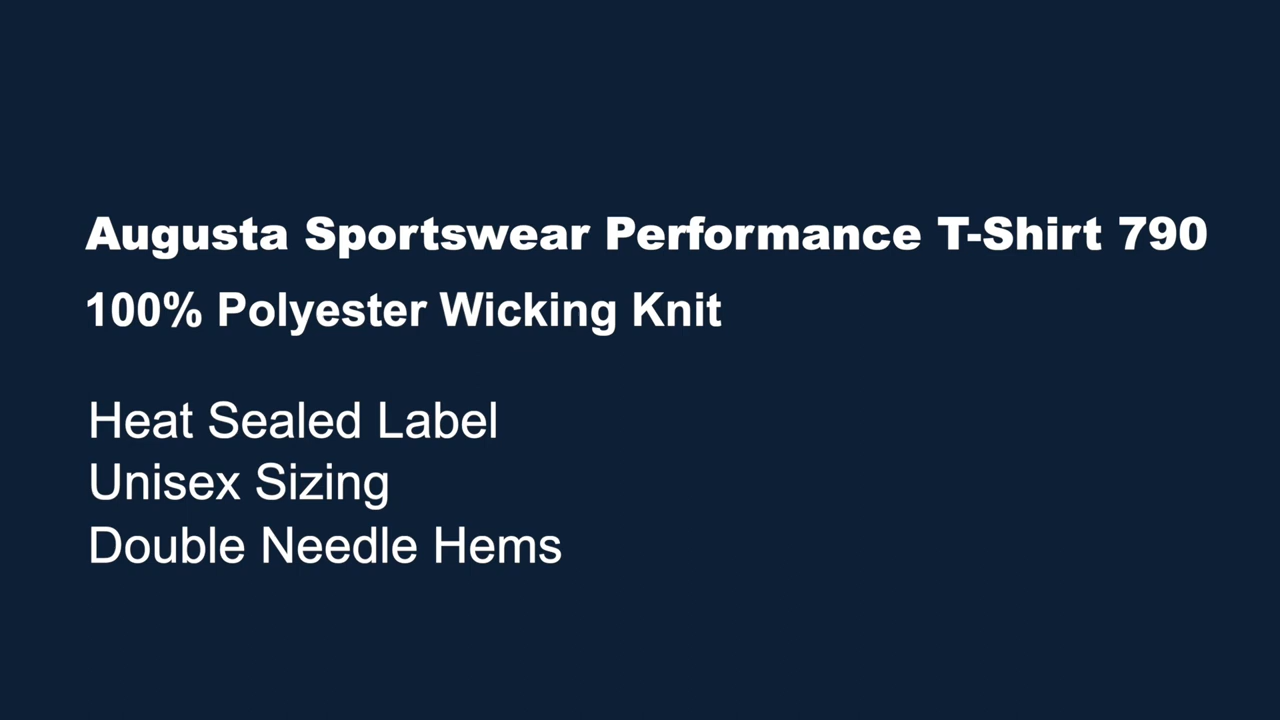 Augusta Sportswear Performance T-Shirt 790
100% Polyester Wicking Knit
Heat Sealed Label
Unisex Sizing
Double Needle Hems